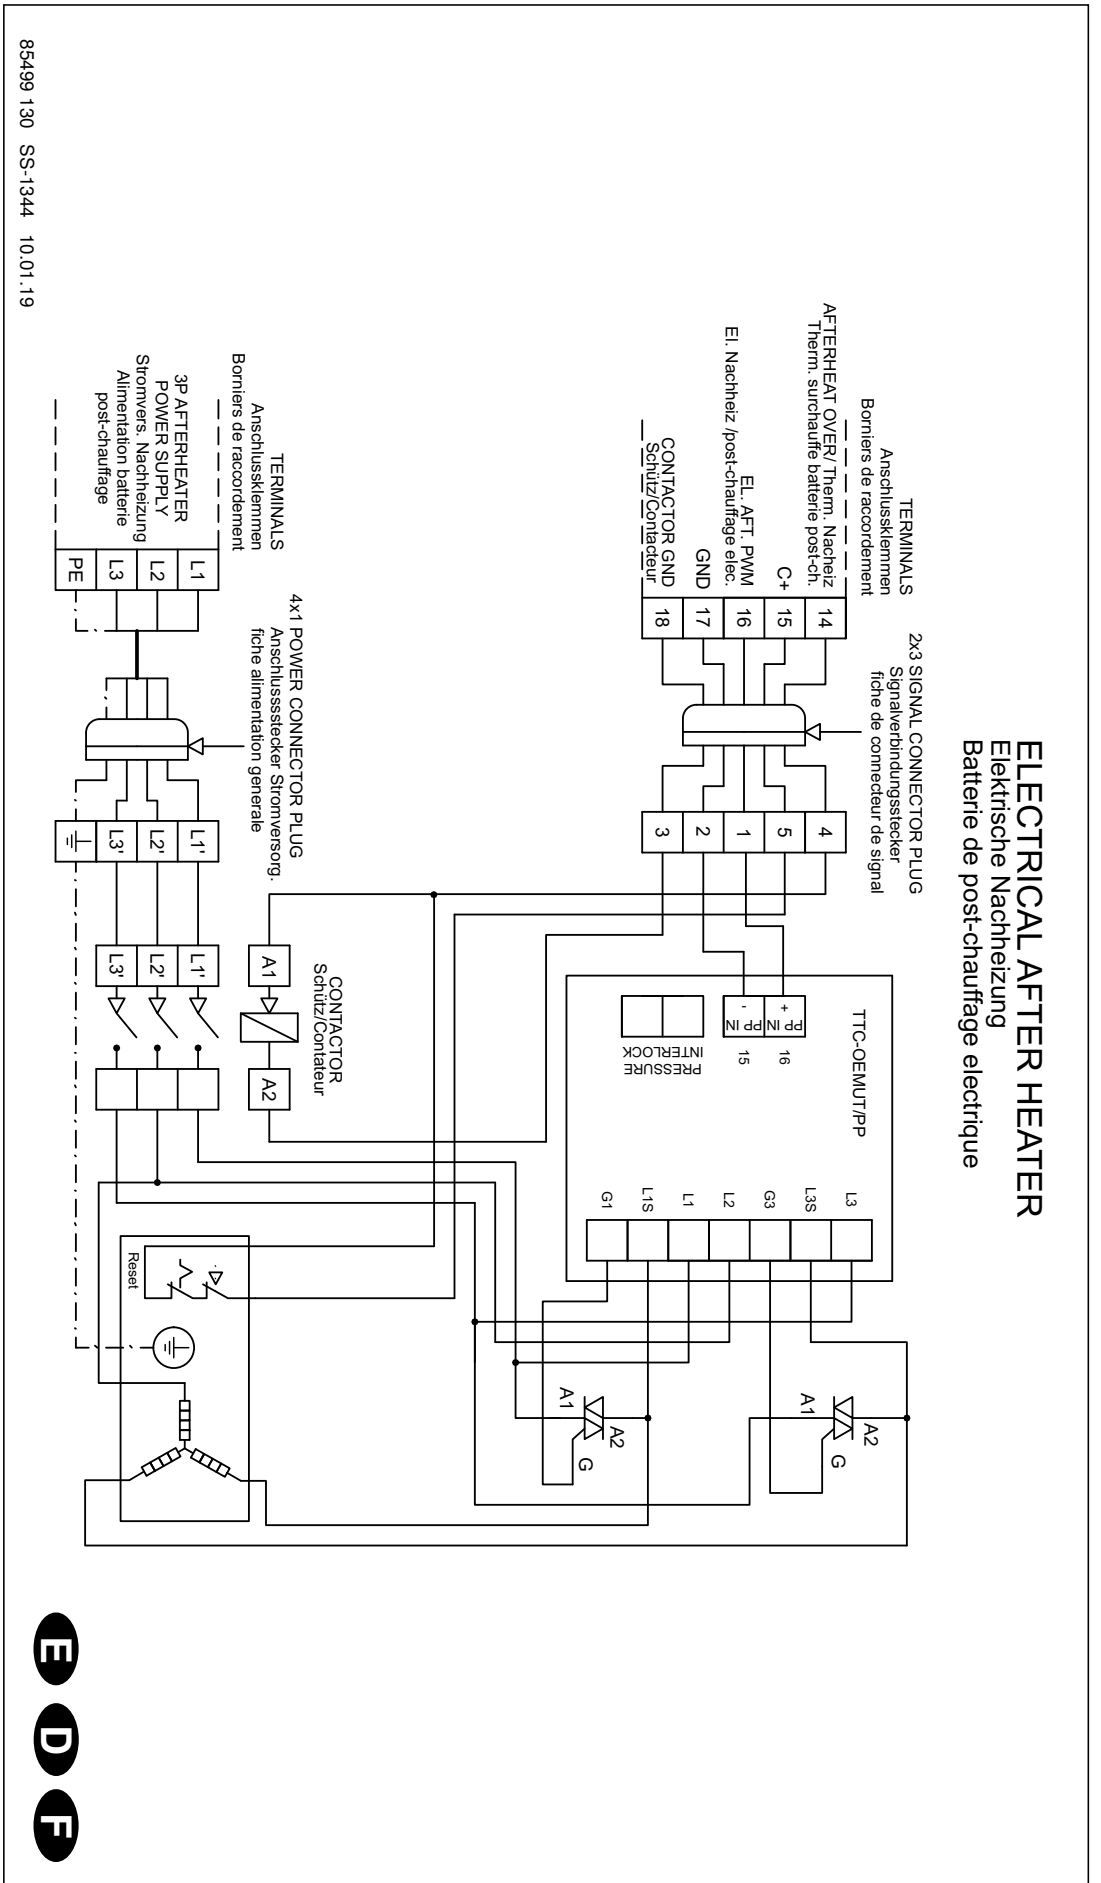 ELECTRICAL AFTER HEATER
Elektrische Nachheizung
Batterie de post-chauffage electrique
TERMINALS
Anschlussklemmen
Borniers de raccordement
2x3 SIGNAL CONNECTOR PLUG
Signalverbindungsstecker
fiche de connecteur de signal
AFTERHEAT OVER/ Therm. Nacheiz
Therm. surchauffe batterie post-ch.
C+
EL. AFT. PWM
El. Nachheiz /post-chauffage elec.
GND
CONTACTOR GND
Schütz/Contacteur
14
15
16
17
18
4
5
1
2
3
TTC-OEMUT/PP
+ PP IN
- PP IN
16
15
PRESSURE
INTERLOCK
L3
L3S
G3
L2
L1
L1S
G1
A1
A2
G
A1
A2
G
TERMINALS
Anschlussklemmen
Borniers de raccordement
3P AFTERHEATER
POWER SUPPLY
Stromvers. Nachheizung
Alimentation batterie
post-chauffage
L1
L2
L3
PE
4x1 POWER CONNECTOR PLUG
Anschlussstecker Stromversorg.
fiche alimentation generale
L1'
L2'
L3'
CONTACTOR
Schütz/Contateur
A1
A2
L1'
L2'
L3'
Reset
85499 130 SS-1344 10.01.19
E D F